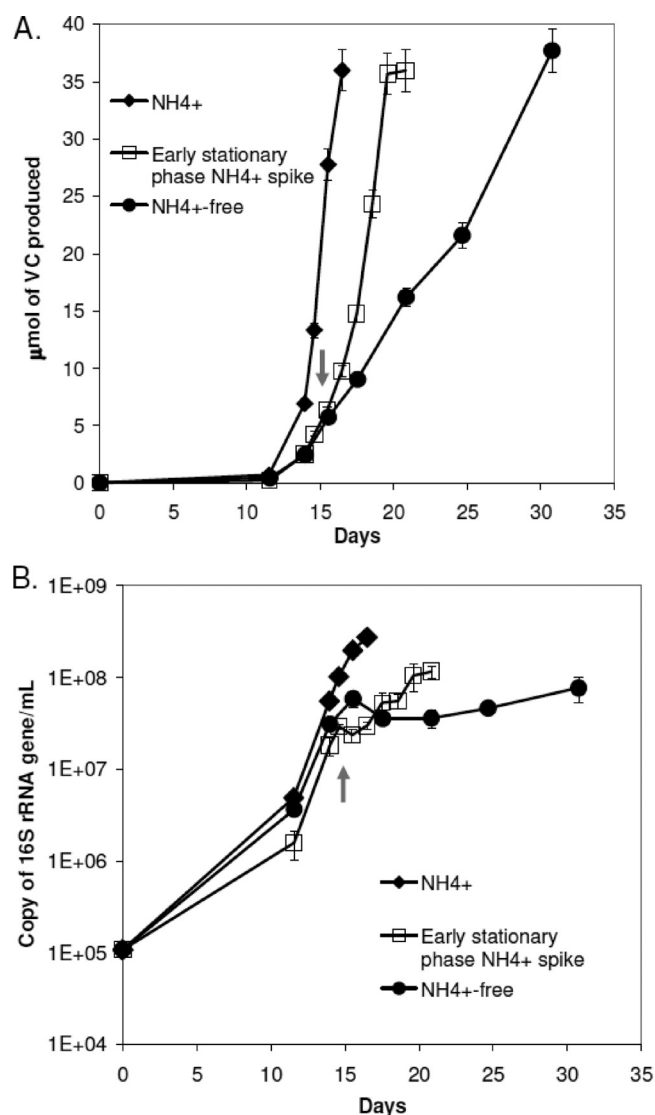 A.
40
35
30
25
20
15
10
5
0
µmol of VC produced
NH4+
Early stationary
phase NH4+ spike
NH4+-free
0 5 10 15 20 25 30 35
Days
B.
1E+09
1E+08
1E+07
1E+06
1E+05
1E+04
Copy of 16S rRNA gene/mL
NH4+
Early stationary
phase NH4+ spike
NH4+-free
0 5 10 15 20 25 30 35
Days